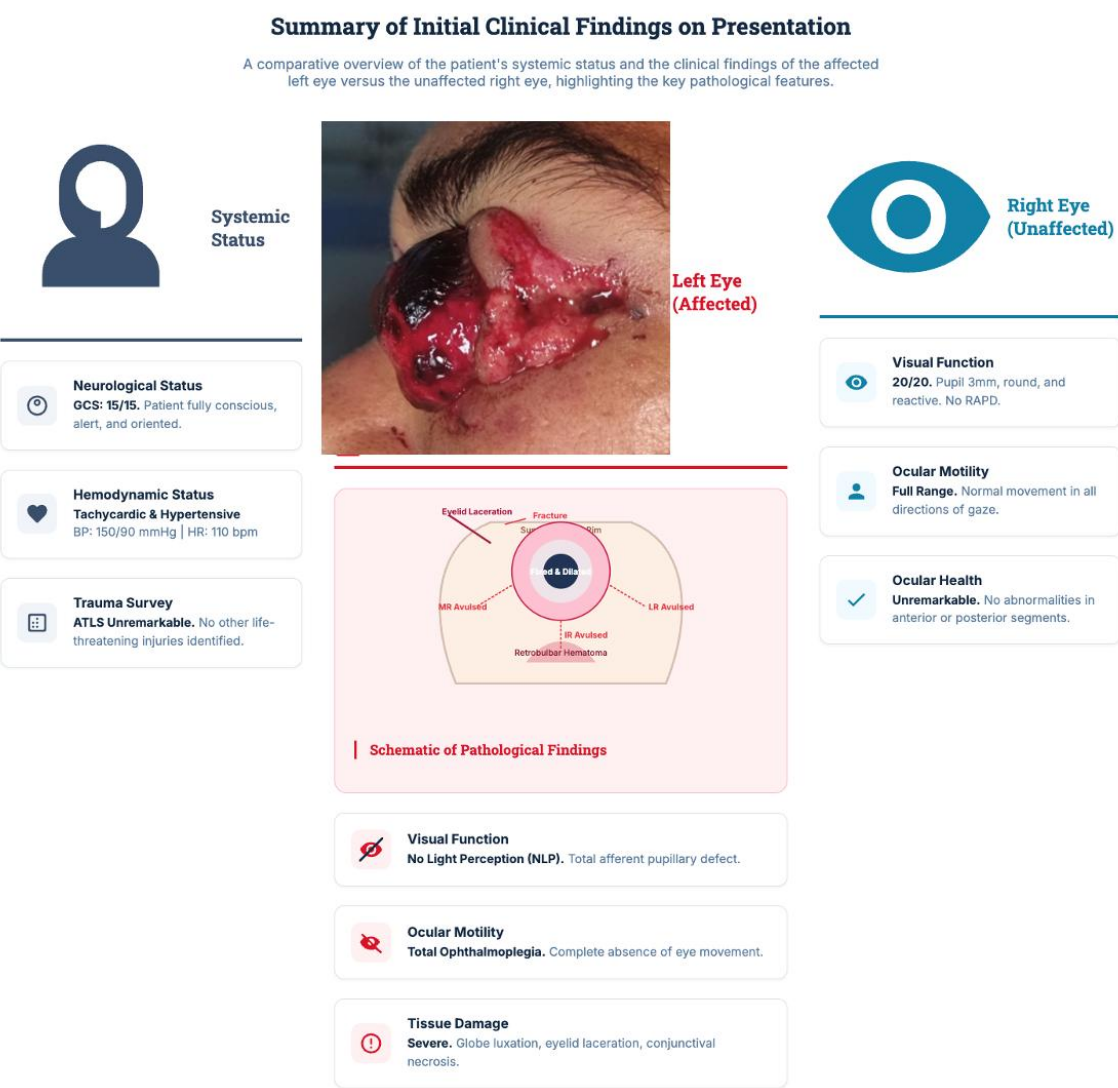 Summary of Initial Clinical Findings on Presentation
A comparative overview of the patient's systemic status and the clinical findings of the affected
left eye versus the unaffected right eye, highlighting the key pathological features.
Systemic
Status
Neurological Status
GCS: 15/15. Patient fully conscious,
alert, and oriented.
Hemodynamic Status
Tachycardic & Hypertensive
BP: 150/90 mmHg | HR: 110 bpm
Trauma Survey
ATLS Unremarkable. No other life-
threatening injuries identified.
Left Eye
(Affected)
Eyelid Laceration
Fracture
MR Avulsed
LR Avulsed
IR Avulsed
Retrobulbar Hematoma
Schematic of Pathological Findings
Visual Function
No Light Perception (NLP). Total afferent pupillary defect.
Ocular Motility
Total Ophthalmoplegia. Complete absence of eye movement.
Tissue Damage
Severe. Globe luxation, eyelid laceration, conjunctival
necrosis.
Right Eye
(Unaffected)
Visual Function
20/20. Pupil 3mm, round, and
reactive. No RAPD.
Ocular Motility
Full Range. Normal movement in all
directions of gaze.
Ocular Health
Unremarkable. No abnormalities in
anterior or posterior segments.